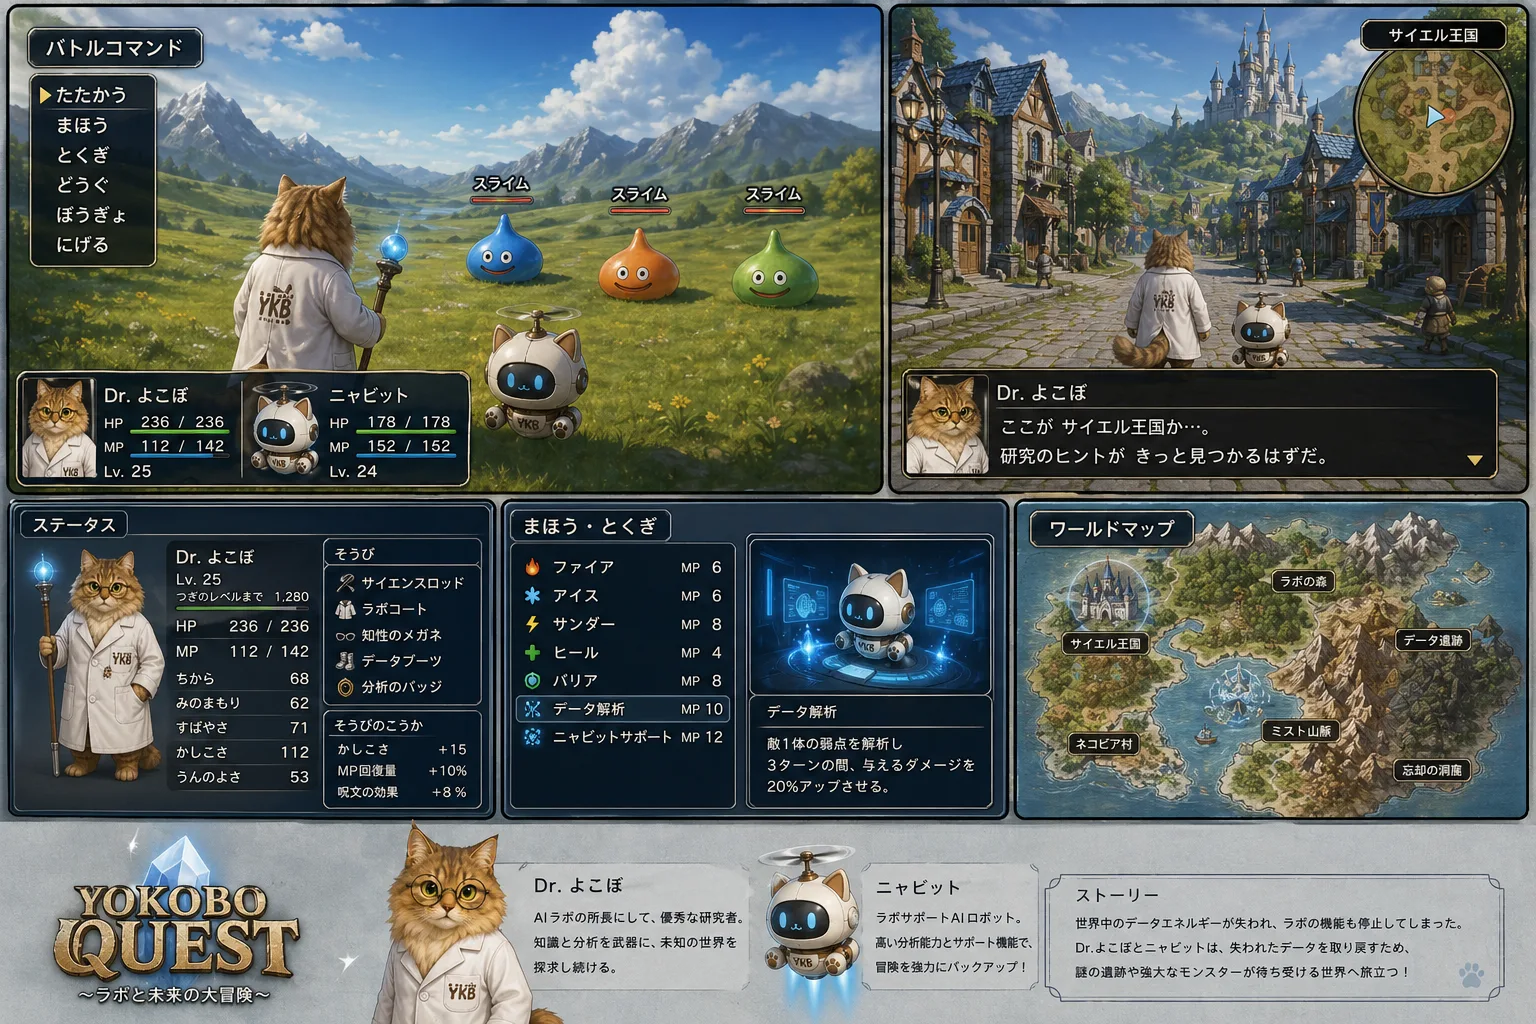 バトルコマンド
たたかう
まほう
とくぎ
どうぐ
ぼうぎょ
にげる
スライム
スライム
スライム
YKB
YKB
Dr. よこぼ
HP 236 / 236
MP 112 / 142
Lv. 25
YKB
ニャビット
HP 178 / 178
MP 152 / 152
Lv. 24
YKB
サイエル王国
YKB
YKB
Dr. よこぼ
ここが サイエル王国か…。
研究のヒントが きっと見つかるはずだ。
ステータス
Dr. よこぼ
Lv. 25
つぎのレベルまで 1,280
HP 236 / 236
MP 112 / 142
ちから 68
みのまもり 62
すばやさ 71
かしこさ 112
うんのよさ 53
YKB
そうび
サイエンスロッド
ラボコート
知性のメガネ
データブーツ
分析のバッジ
そうびのこうか
かしこさ +15
MP回復量 +10%
呪文の効果 +8%
まほう・とくぎ
ファイア MP 6
アイス MP 6
サンダー MP 8
ヒール MP 4
バリア MP 8
データ解析 MP 10
ニャビットサポート MP 12
YKB
データ解析
敵1体の弱点を解析し
3ターンの間、与えるダメージを
20%アップさせる。
ワールドマップ
ラボの森
サイエル王国
データ遺跡
ネコビア村
ミスト山脈
忘却の洞窟
YOKOBO
QUEST
～ラボと未来の大冒険～
YKB
Dr. よこぼ
AIラボの所長にして、優秀な研究者。
知識と分析を武器に、未知の世界を
探求し続ける。
YKB
ニャビット
ラボサポートAIロボット。
高い分析能力とサポート機能で、
冒険を強力にバックアップ！
ストーリー
世界中のデータエネルギーが失われ、ラボの機能も停止してしまった。
Dr.よこぼとニャビットは、失われたデータを取り戻すため、
謎の遺跡や強大なモンスターが待ち受ける世界へ旅立つ！